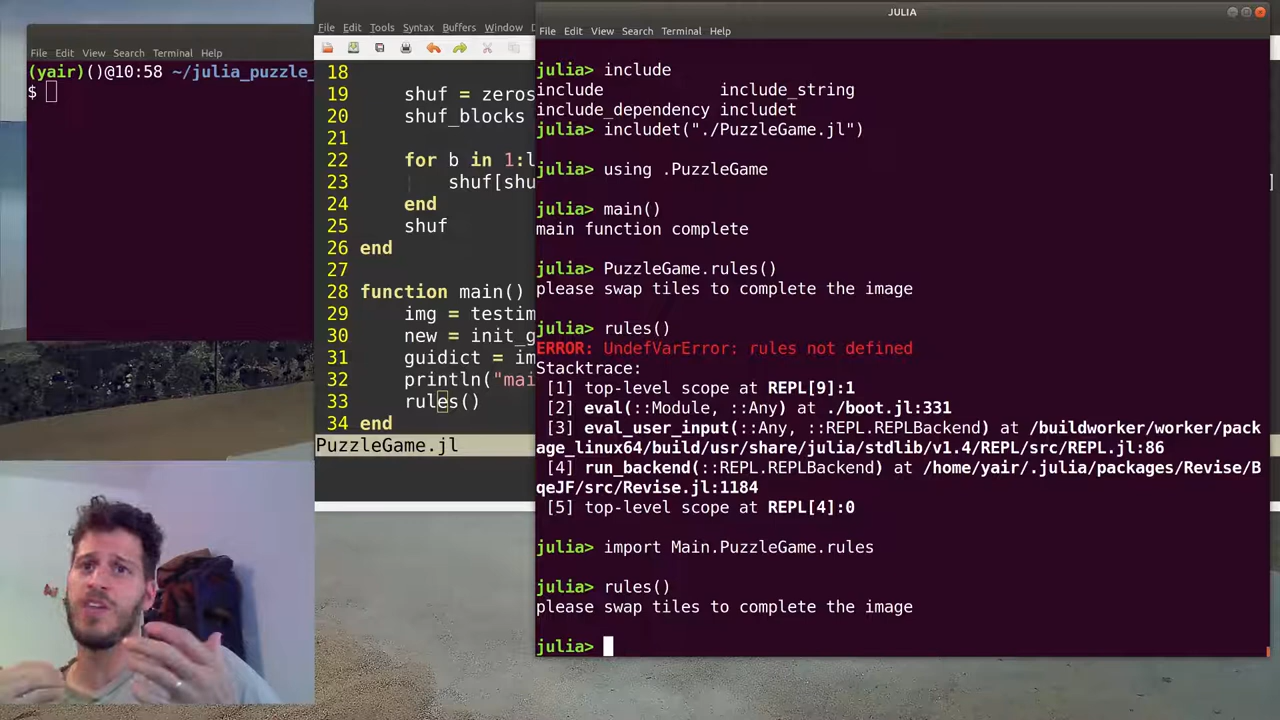 File Edit View Search Terminal Help
(yair)()@10:58 ~/julia_puzzle_
$
File Edit Tools Syntax Buffers Window
18
19 shuf = zeros
20 shuf_blocks
21
22 for b in 1:l
23 shuf[shu
24 end
25 shuf
26 end
27
28 function main()
29 img = testim
30 new = init_g
31 guidict = im
32 println("mai
33 rules()
34 end
PuzzleGame.jl
JULIA
File Edit View Search Terminal Help
julia> include
include include_string
include_dependency includet
julia> includet("./PuzzleGame.jl")
julia> using .PuzzleGame
julia> main()
main function complete
julia> PuzzleGame.rules()
please swap tiles to complete the image
julia> rules()
ERROR: UndefVarError: rules not defined
Stacktrace:
[1] top-level scope at REPL[9]:1
[2] eval(::Module, ::Any) at ./boot.jl:331
[3] eval_user_input(::Any, ::REPL.REPLBackend) at /buildworker/worker/pack
age_linux64/build/usr/share/julia/stdlib/v1.4/REPL/src/REPL.jl:86
[4] run_backend(::REPL.REPLBackend) at /home/yair/.julia/packages/Revise/B
qeJF/src/Revise.jl:1184
[5] top-level scope at REPL[4]:0
julia> import Main.PuzzleGame.rules
julia> rules()
please swap tiles to complete the image
julia>
]